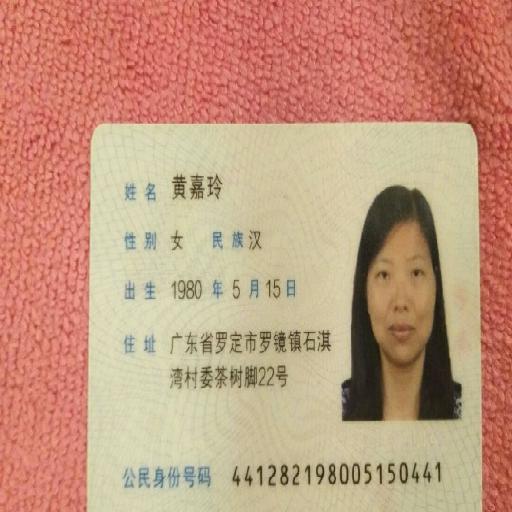 姓名 黄嘉玲
性别 女 民族 汉
出生 1980 年 5 月 15 日
住址 广东省罗定市罗镜镇石淇
湾村委茶树脚22号
公民身份号码 441282198005150441